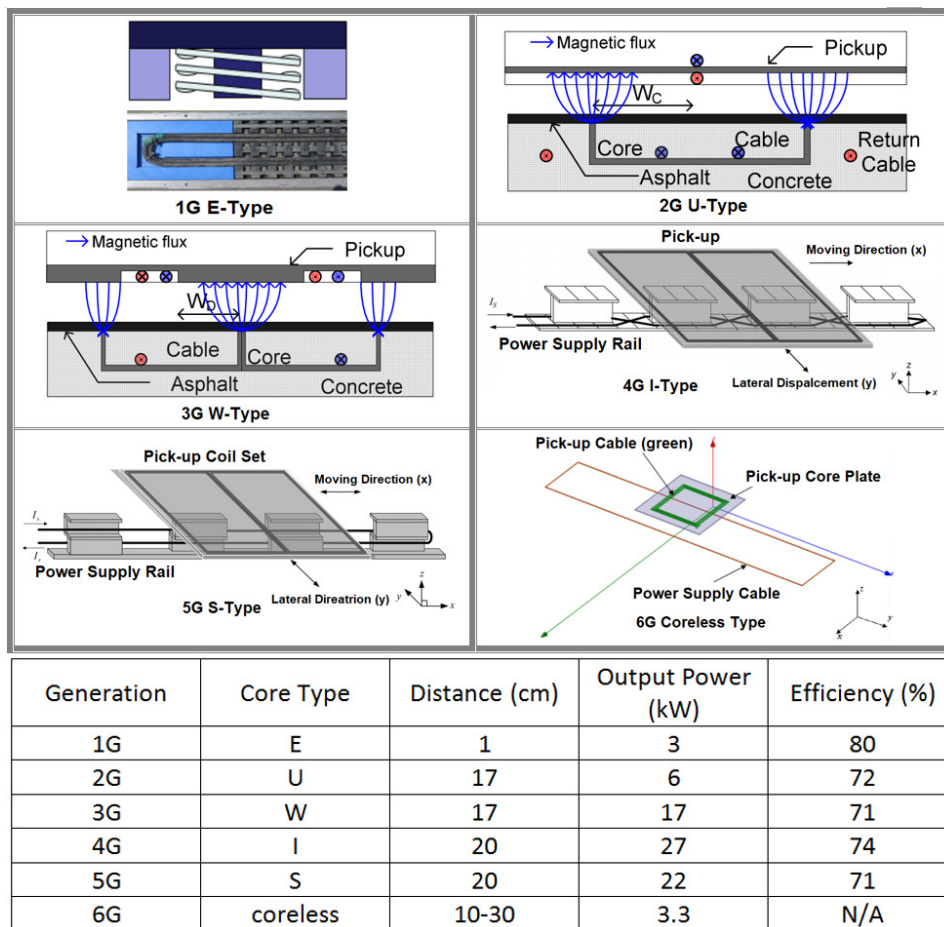 1G E-Type
Magnetic flux
Pickup
WC
Core
Cable
Return
Cable
Asphalt
Concrete
2G U-Type
Magnetic flux
Pickup
WD
Cable
Core
Asphalt
Concrete
3G W-Type
Pick-up
Moving Direction (x)
IS
Power Supply Rail
4G I-Type
Lateral Dispalcement (y)
z
y
x
Pick-up Coil Set
Moving Direction (x)
Is
Is
Power Supply Rail
5G S-Type
Lateral Direatrion (y)
z
y
x
Pick-up Cable (green)
Pick-up Core Plate
Power Supply Cable
6G Coreless Type
z
y
x
Generation Core Type Distance (cm) Output Power (kW) Efficiency (%)
1G E 1 3 80
2G U 17 6 72
3G W 17 17 71
4G I 20 27 74
5G S 20 22 71
6G coreless 10-30 3.3 N/A